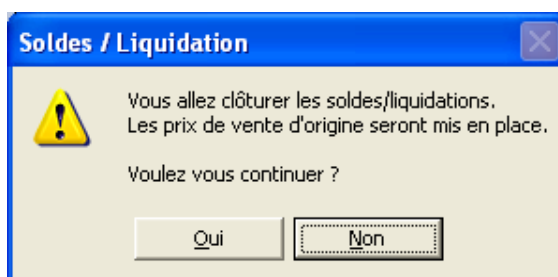 Soldes / Liquidation
Vous allez clôturer les soldes/liquidations.
Les prix de vente d'origine seront mis en place.
Voulez vous continuer ?
Oui
Non